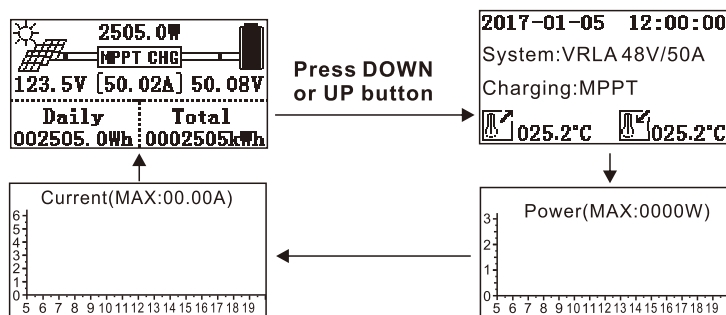 2505.0W
MPPT CHG
123.5V [50.02A] 50.08V
Daily Total
002505.0Wh 0002505kWh
Press DOWN
or UP button
2017-01-05 12:00:00
System:VRLA 48V/50A
Charging:MPPT
025.2°C 025.2°C
Current(MAX:00.00A)
6
5
4
3
2
1
0
5 6 7 8 9 10 11 12 13 14 15 16 17 18 19
Power(MAX:0000W)
3
2
1
0
5 6 7 8 9 10 11 12 13 14 15 16 17 18 19